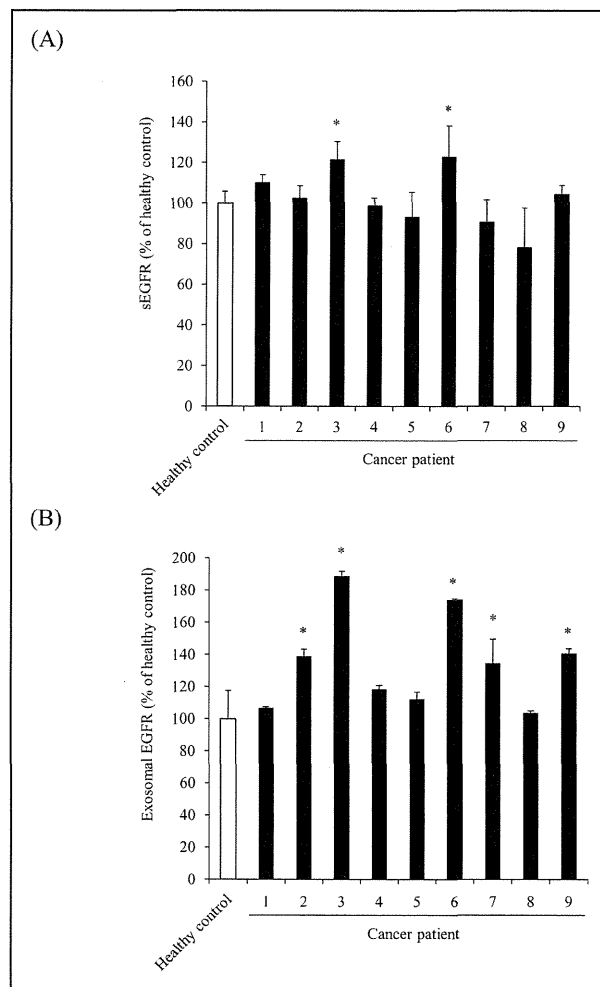 (A)
sEGFR (% of healthy control)
160
140
120
100
80
60
40
20
0
* *
Healthy control
1 2 3 4 5 6 7 8 9
Cancer patient
(B)
Exosomal EGFR (% of healthy control)
200
180
160
140
120
100
80
60
40
20
0
* * * * *
Healthy control
1 2 3 4 5 6 7 8 9
Cancer patient